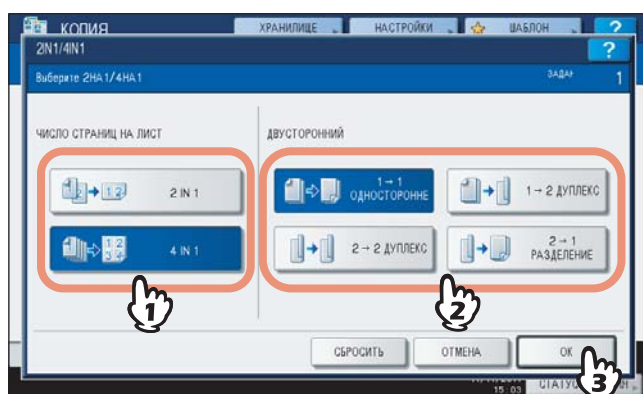 КОПИЯ ХРАНИЛИЩЕ НАСТРОЙКИ ШАБЛОН ?
2IN1/4IN1 ?
Выберите 2НА1/4НА1 ЗАДАН 1
ЧИСЛО СТРАНИЦ НА ЛИСТ ДВУСТОРОННИЙ
2 IN 1
1→1
ОДНОСТОРОННЕ
1→2 ДУПЛЕКС
4 IN 1
2→2 ДУПЛЕКС
2→1
РАЗДЕЛЕНИЕ
1
2
СБРОСИТЬ ОТМЕНА OK
3
15:03